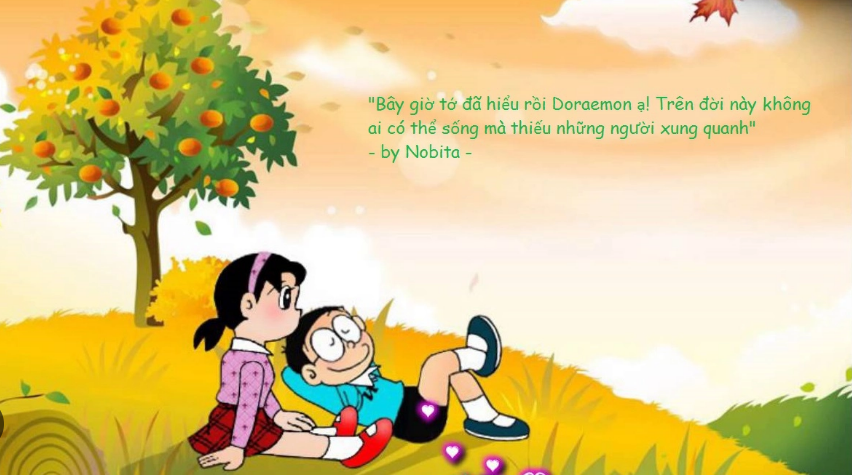 "Bây giờ tớ đã hiểu rồi Doraemon ạ! Trên đời này không
ai có thể sống mà thiếu những người xung quanh"
- by Nobita -